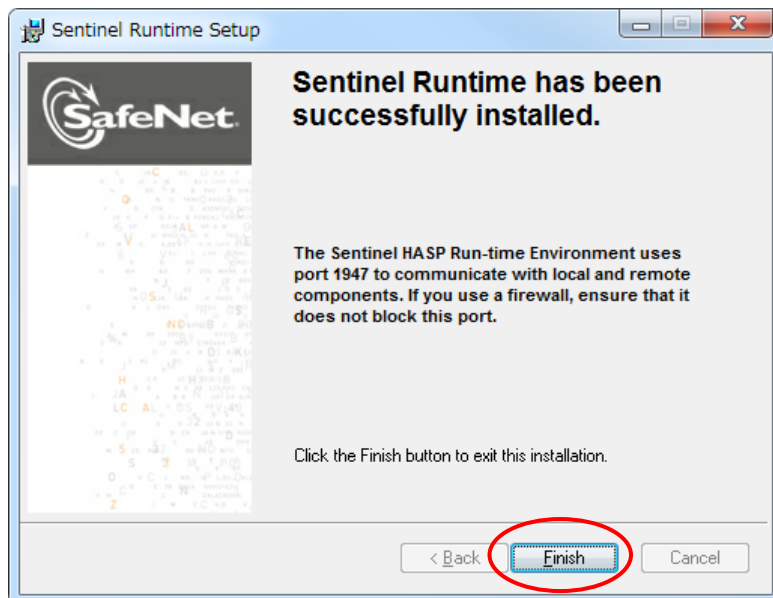 Sentinel Runtime Setup
SafeNet.
Sentinel Runtime has been
successfully installed.
The Sentinel HASP Run-time Environment uses
port 1947 to communicate with local and remote
components. If you use a firewall, ensure that it
does not block this port.
Click the Finish button to exit this installation.
< Back
Finish
Cancel